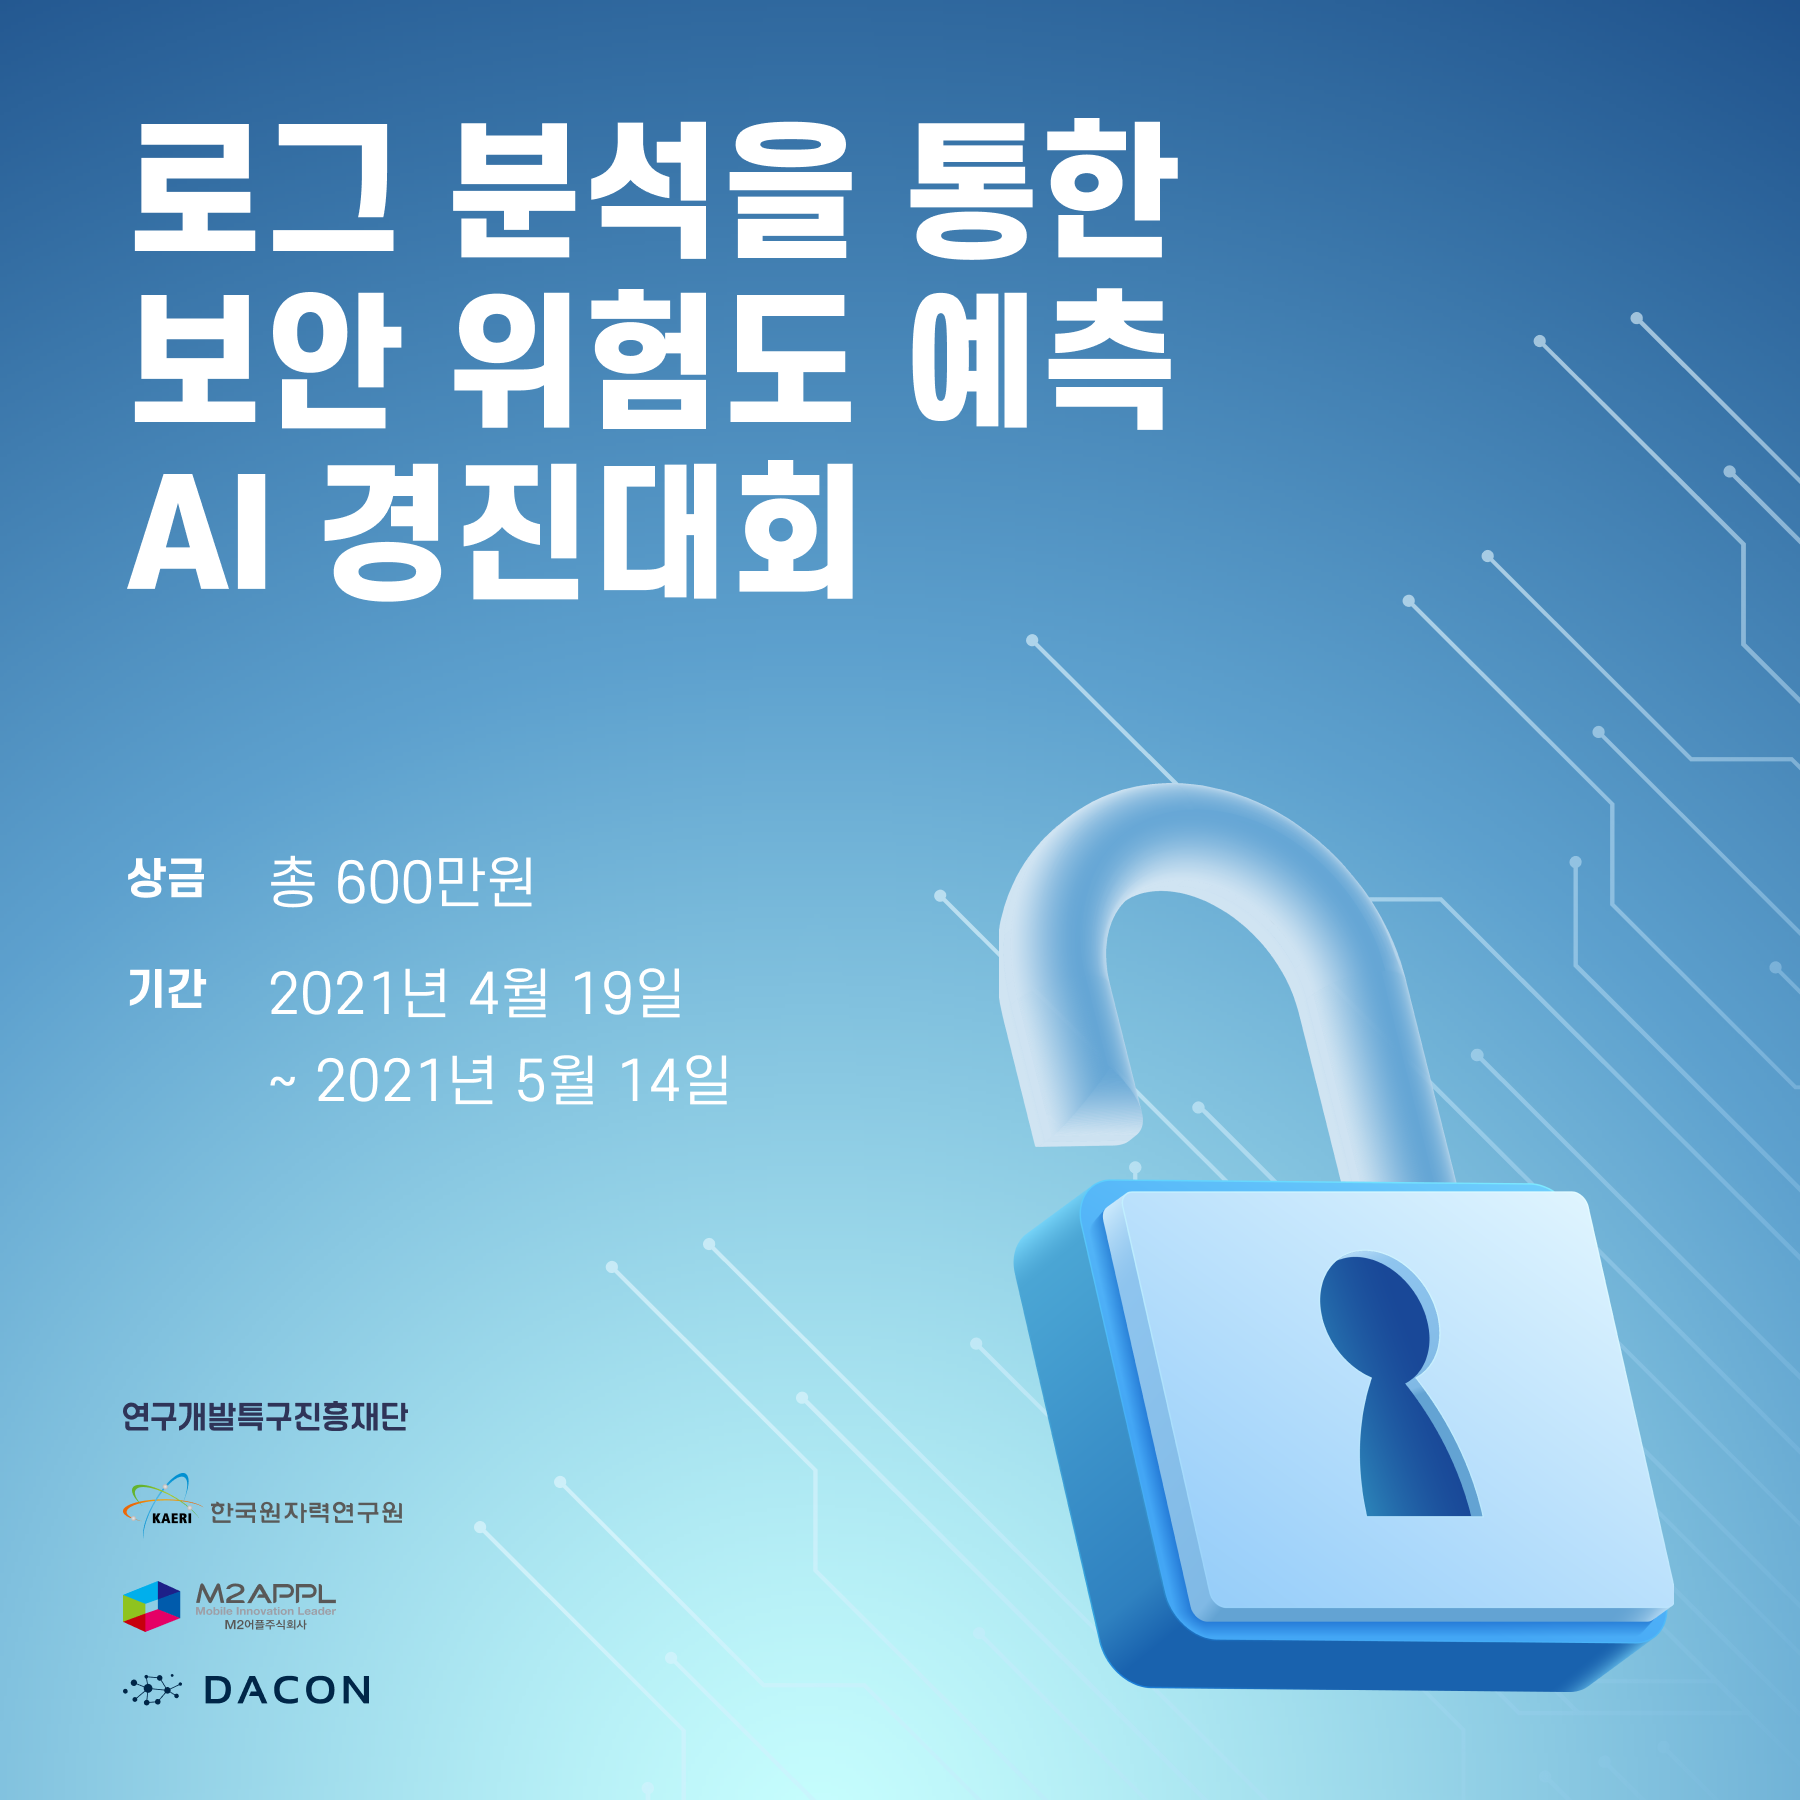 로그 분석을 통한
보안 위험도 예측
AI 경진대회
상금 총 600만원
기간 2021년 4월 19일
~ 2021년 5월 14일
연구개발특구진흥재단
KAERI 한국원자력연구원
M2APPL
Mobile Innovation Leader
M2어플주식회사
DACON